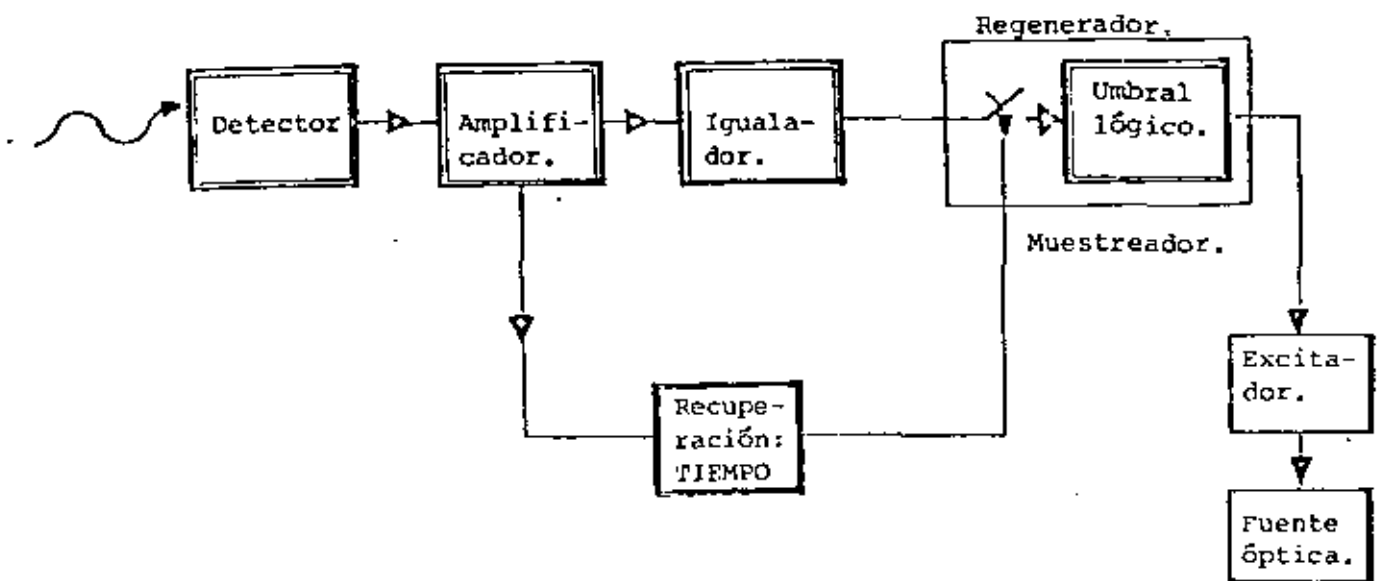 Regenerador.
Detector
Amplifi-
cador.
Iguala-
dor.
Umbral
lógico.
Muestreador.
Recupe-
ración:
TIEMPO
Excita-
dor.
Fuente
óptica.